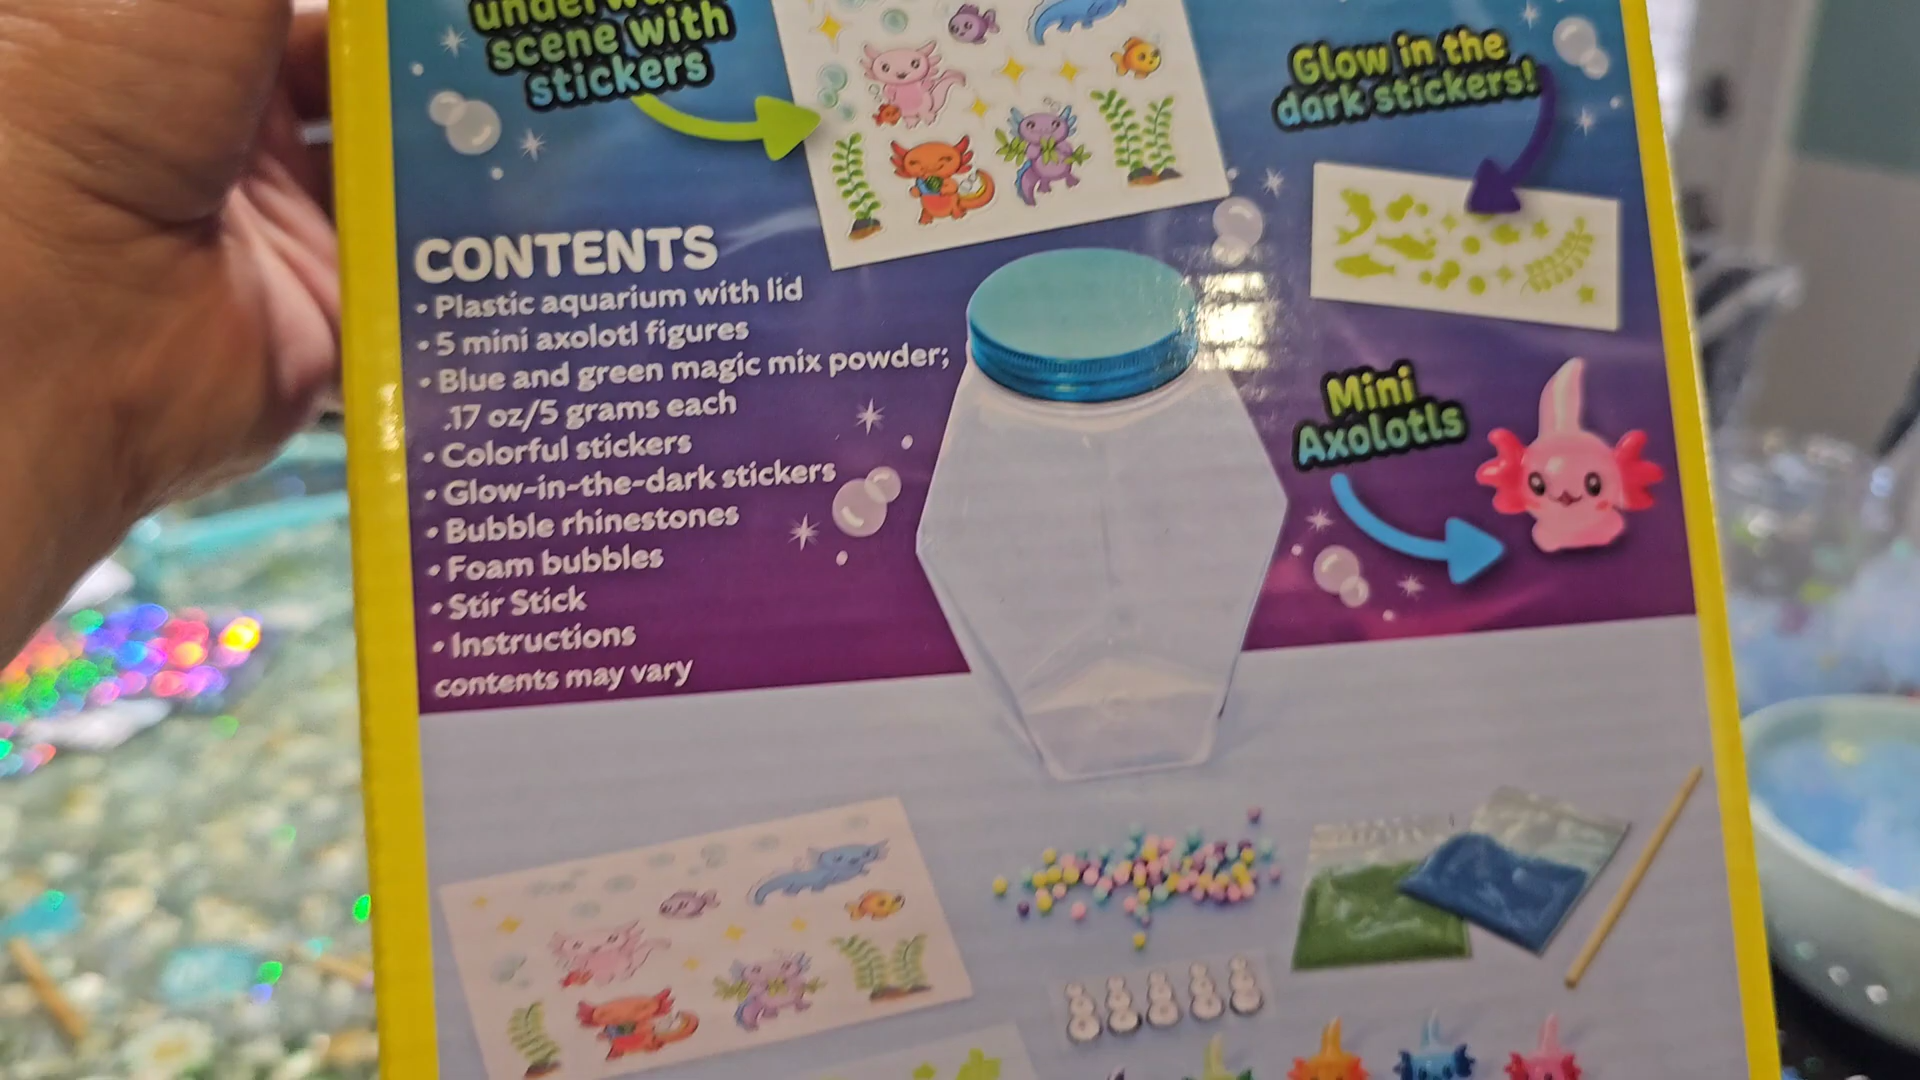 scene with
stickers
Glow in the
dark stickers!
CONTENTS
• Plastic aquarium with lid
• 5 mini axolotl figures
• Blue and green magic mix powder;
.17 oz/5 grams each
• Colorful stickers
• Glow-in-the-dark stickers
• Bubble rhinestones
• Foam bubbles
• Stir Stick
• Instructions
contents may vary
Mini
Axolotls